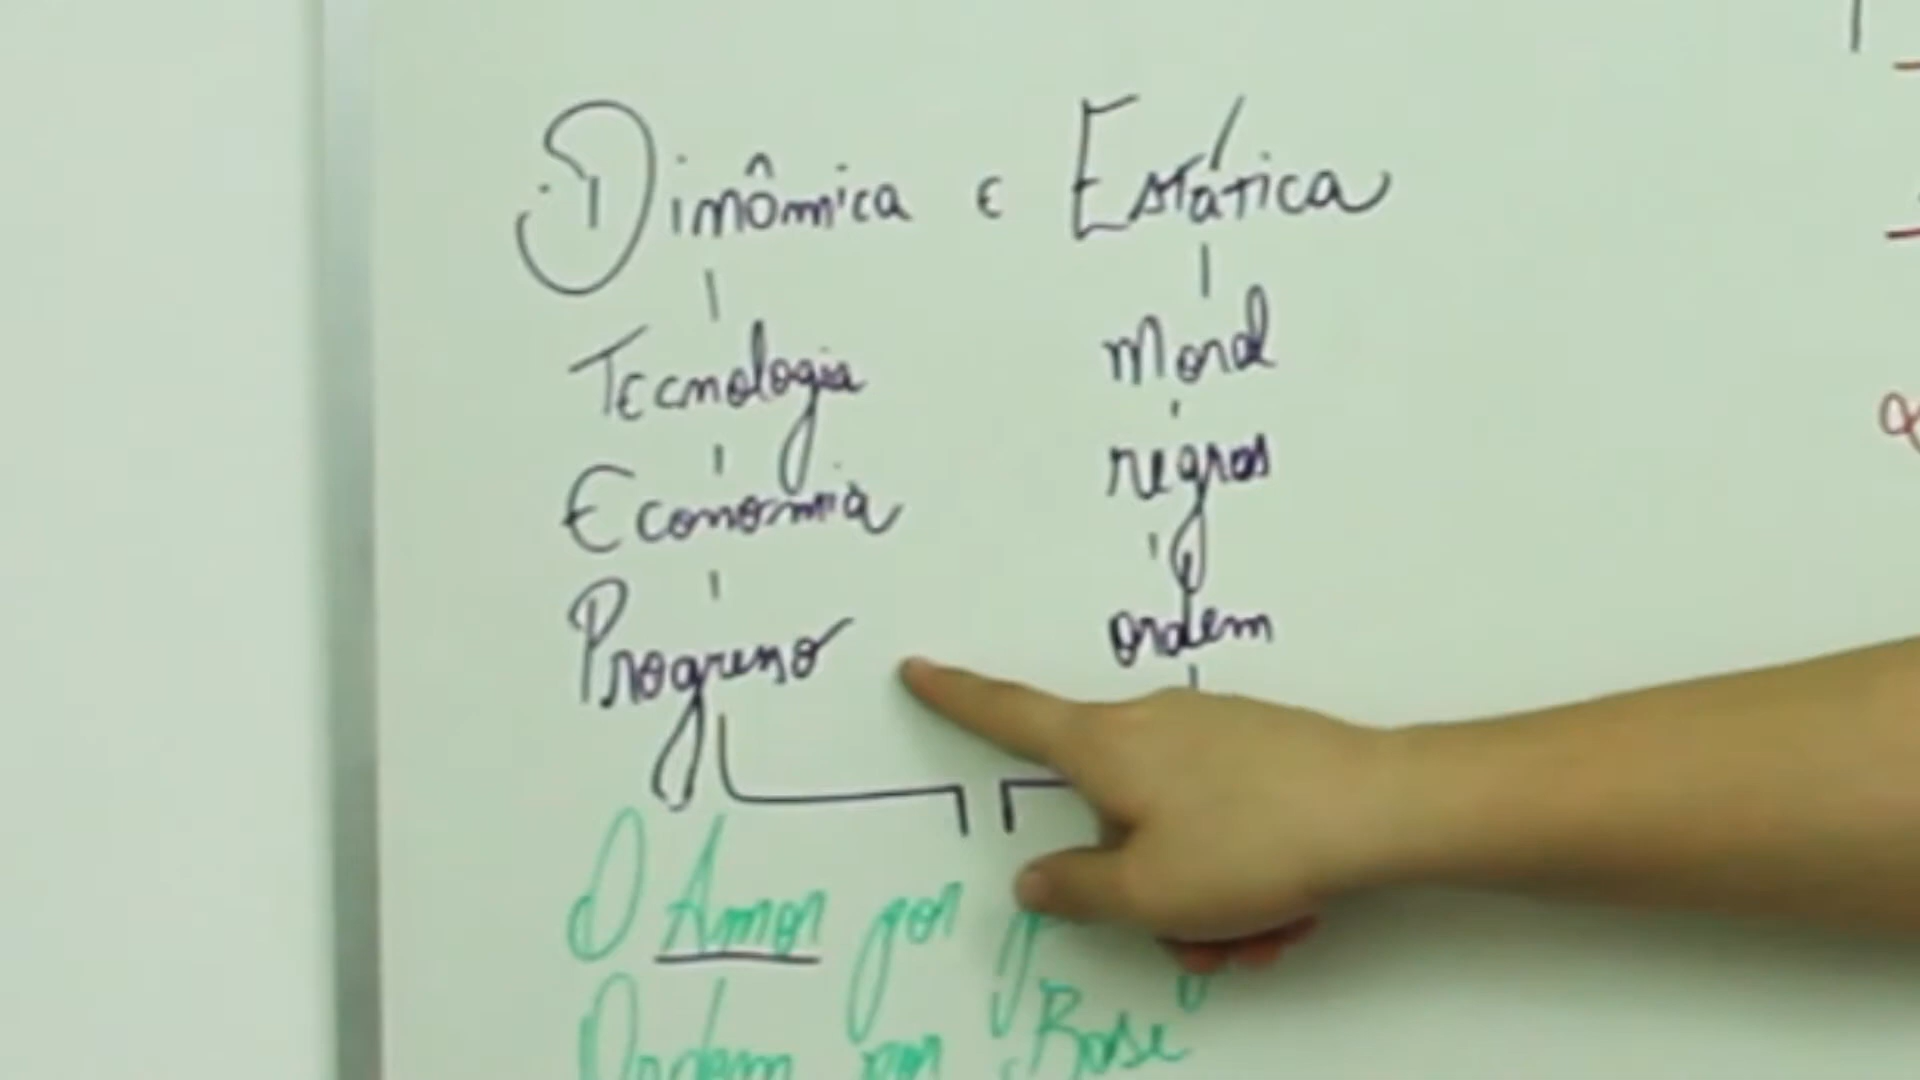 Dinâmica e Estática
Tecnologia
Moral
Economia
regras
Progresso
ordem
O Amor por
Ordem por Base